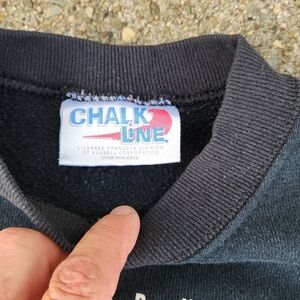 CHALK
LINE
LICENSED PRODUCTS DIVISION
OF RUSSELL CORPORATION